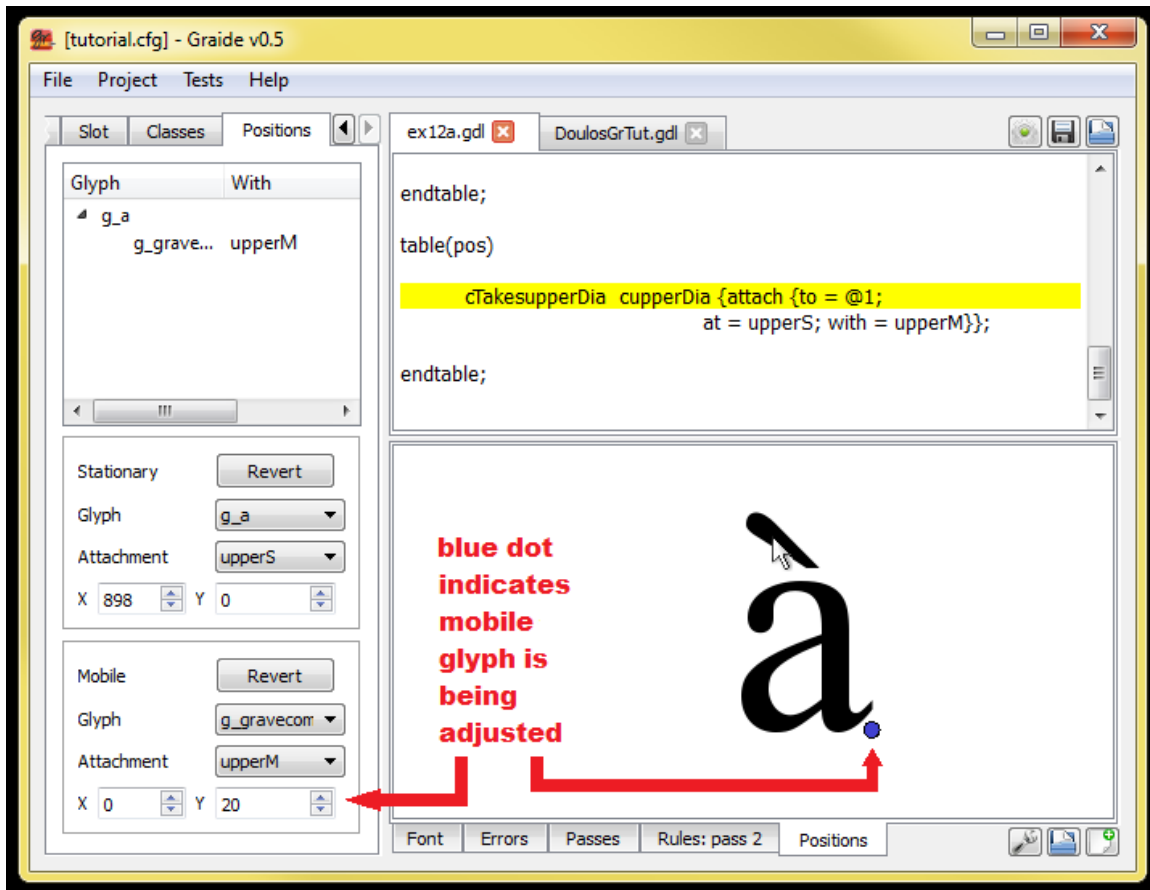 [tutorial.cfg] - Graide v0.5
File Project Tests Help
Slot Classes Positions
Glyph With
g_a
g_grave... upperM
Stationary Revert
Glyph g_a
Attachment upperS
X 898 Y 0
Mobile Revert
Glyph g_gravecom
Attachment upperM
X 0 Y 20
ex12a.gdl DoulosGrTut.gdl
endtable;
table(pos)
cTakesupperDia cupperDia {attach {to = @1;
at = upperS; with = upperM}};
endtable;
blue dot
indicates
mobile
glyph is
being
adjusted
à
Font Errors Passes Rules: pass 2 Positions